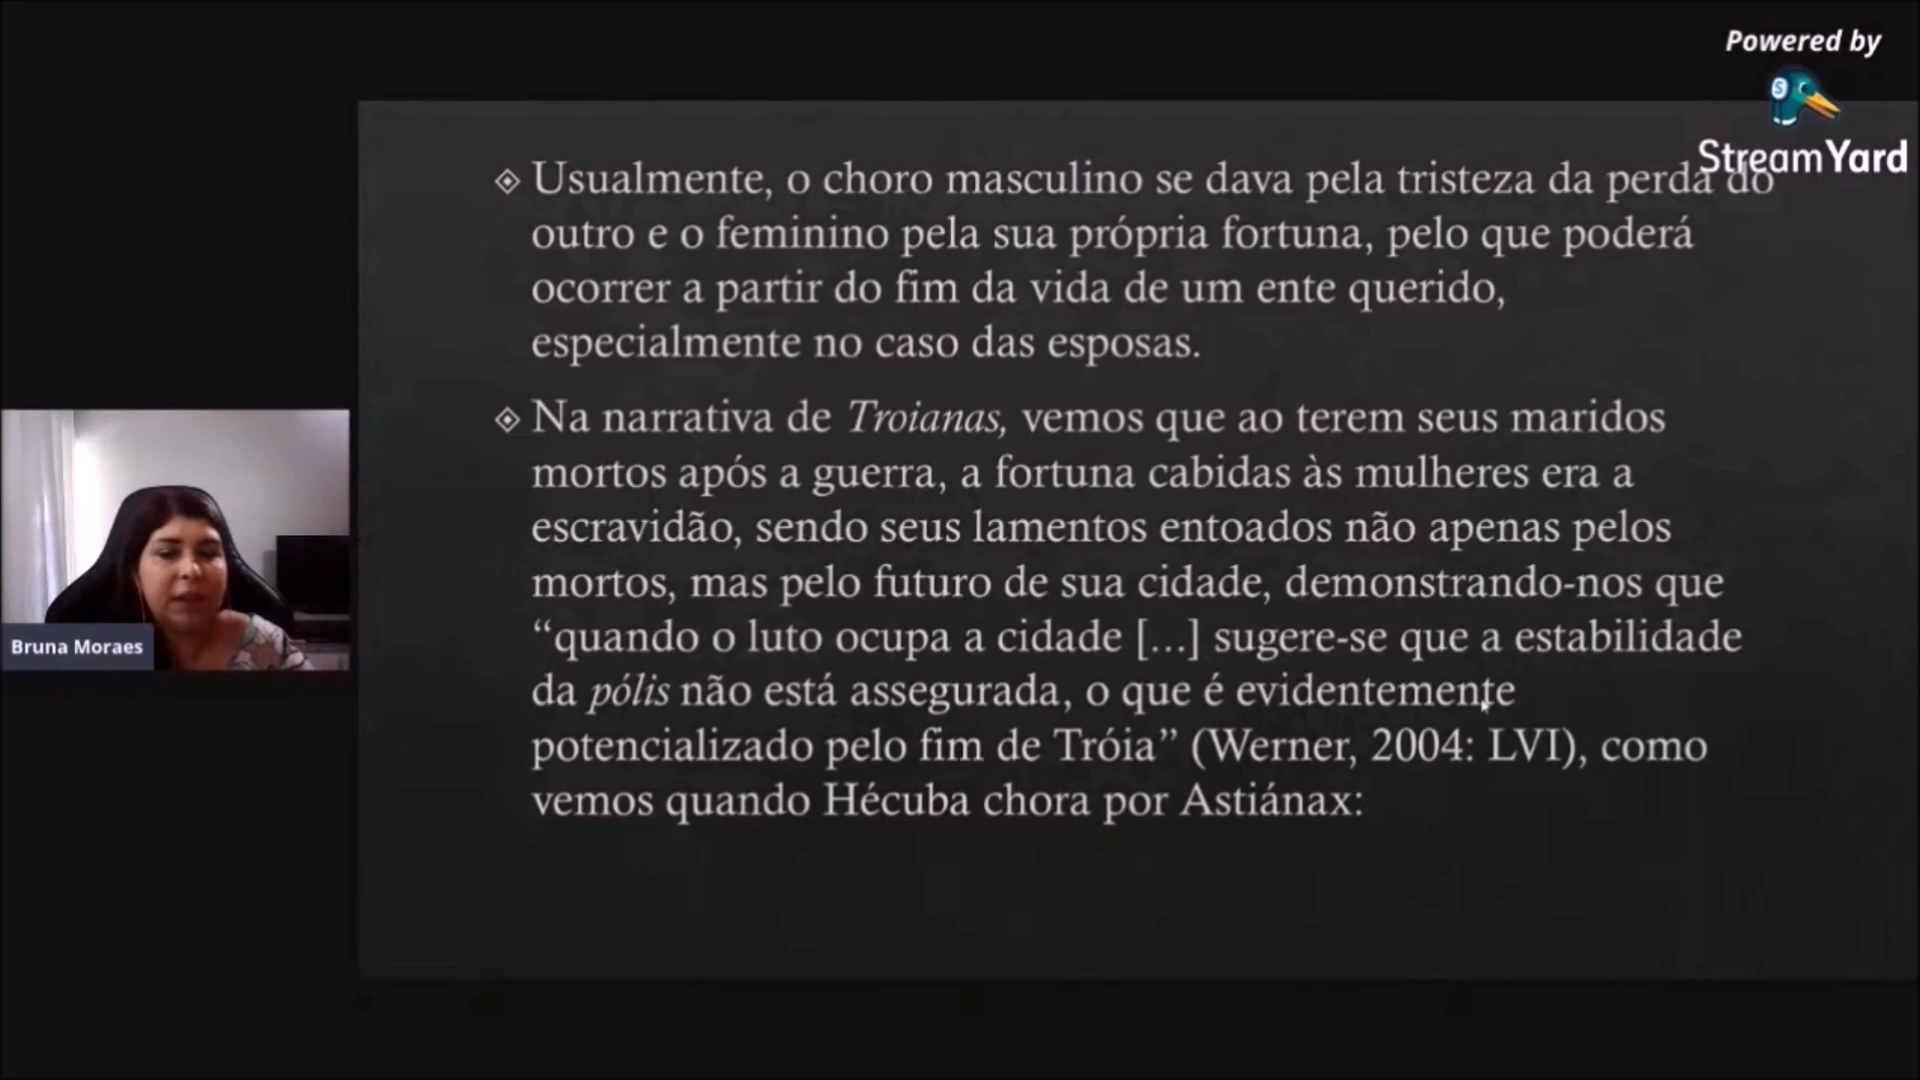 Powered by
StreamYard
Usualmente, o choro masculino se dava pela tristeza da perda do
outro e o feminino pela sua própria fortuna, pelo que poderá
ocorrer a partir do fim da vida de um ente querido,
especialmente no caso das esposas.
Na narrativa de Troianas, vemos que ao terem seus maridos
mortos após a guerra, a fortuna cabidas às mulheres era a
escravidão, sendo seus lamentos entoados não apenas pelos
mortos, mas pelo futuro de sua cidade, demonstrando-nos que
“quando o luto ocupa a cidade [...] sugere-se que a estabilidade
da pólis não está assegurada, o que é evidentemente
potencializado pelo fim de Tróia” (Werner, 2004: LVI), como
vemos quando Hécuba chora por Astiánax:
Bruna Moraes